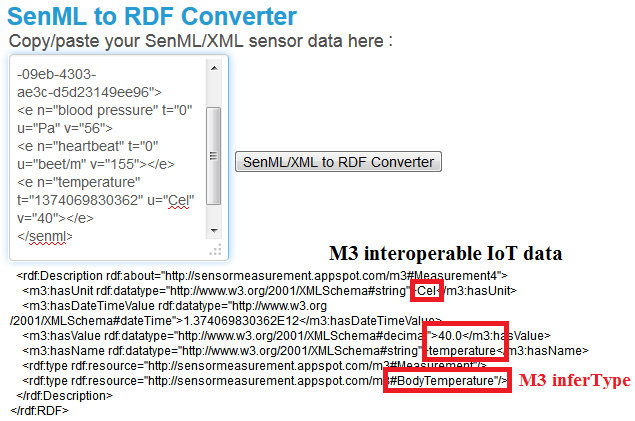 SenML to RDF Converter
Copy/paste your SenML/XML sensor data here :
-09eb-4303-
ae3c-d5d23149ee96">
<e n="blood pressure" t="0"
u="Pa" v="56">
<e n="heartbeat" t="0"
u="beet/m" v="155"></e>
<e n="temperature"
t="1374069830362" u="Cel"
v="40"></e>
</senml>
SenML/XML to RDF Converter
M3 interoperable IoT data
<rdf:Description rdf:about="http://sensormeasurement.appspot.com/m3#Measurement4">
<m3:hasUnit rdf:datatype="http://www.w3.org/2001/XMLSchema#string">Cel</m3:hasUnit>
<m3:hasDateTimeValue rdf:datatype="http://www.w3.org
/2001/XMLSchema#dateTime">1.374069830362E12</m3:hasDateTimeValue>
<m3:hasValue rdf:datatype="http://www.w3.org/2001/XMLSchema#decimal">40.0</m3:hasValue>
<m3:hasName rdf:datatype="http://www.w3.org/2001/XMLSchema#string">temperature</m3:hasName>
<rdf:type rdf:resource="http://sensormeasurement.appspot.com/m3#Measurement"/>
<rdf:type rdf:resource="http://sensormeasurement.appspot.com/m3#BodyTemperature"/>
M3 inferType
</rdf:Description>
</rdf:RDF>